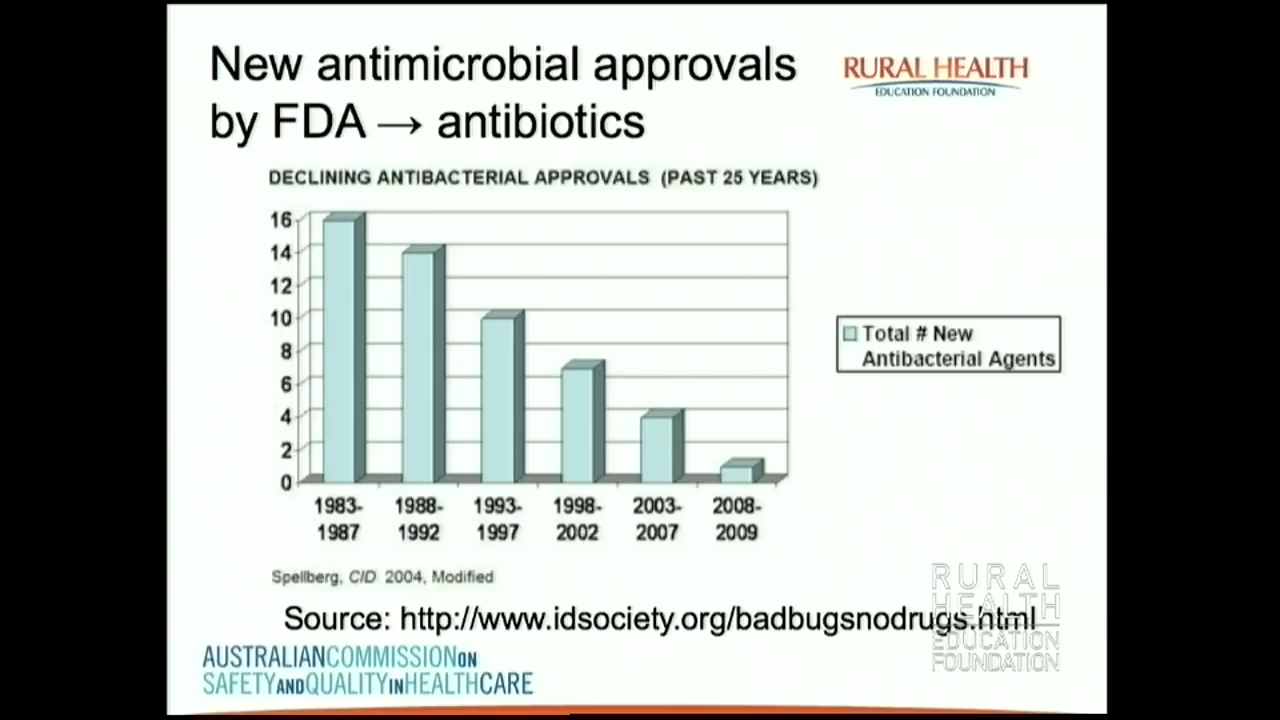 New antimicrobial approvals
by FDA → antibiotics
RURAL HEALTH
EDUCATION FOUNDATION
DECLINING ANTIBACTERIAL APPROVALS (PAST 25 YEARS)
16
14
12
10
8
6
4
2
0
1983-
1987
1988-
1992
1993-
1997
1998-
2002
2003-
2007
2008-
2009
Total # New
Antibacterial Agents
Spellberg, CID 2004, Modified
Source: http://www.idsociety.org/badbugsnodrugs.html
AUSTRALIANCOMMISSIONON
SAFETYANDQUALITYINHEALTHCARE
RURAL
HEALTH
EDUCATION
FOUNDATION